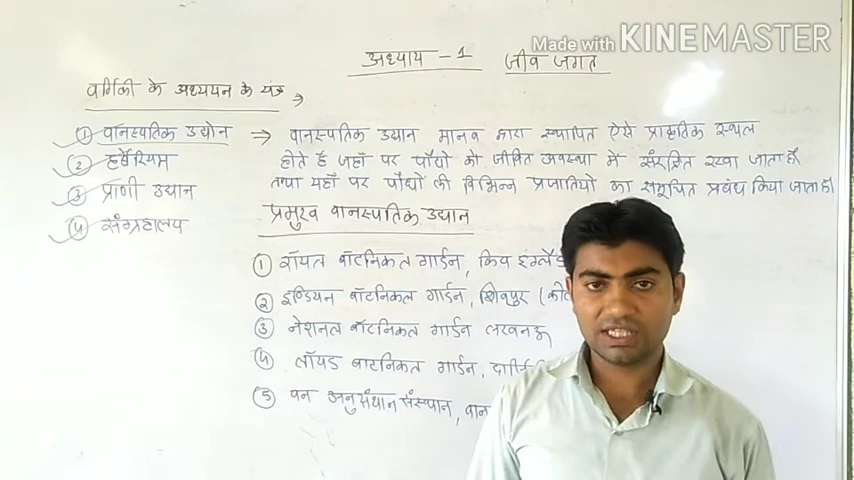 Made with KINEMASTER
अध्याय - 1 जीव जगत
वर्गिकी के अध्ययन के यंत्र →
① वानस्पतिक उद्यान ⇒ वानस्पतिक उद्यान मानव द्वारा स्थापित ऐसे प्राकृतिक स्थल
② हर्बेरियम होते है जहाँ पर पौधो को जीवित अवस्था में संरक्षित रखा जाता है।
③ प्राणी उद्यान तथा यहाँ पर पौधों की विभिन्न प्रजातियों का समुचित प्रबंध किया जाता है।
④ संग्रहालय
प्रमुख वानस्पतिक उद्यान
① रॉयल बॉटनिकल गार्डन, किव इंग्लैंड
② इण्डियन बॉटनिकल गार्डन, शिवपुर
③ नेशनल बॉटनिकल गार्डन लखनऊ
④ लॉयड बाटनिकल गार्डन,
⑤ वन अनुसंधान संस्थान,